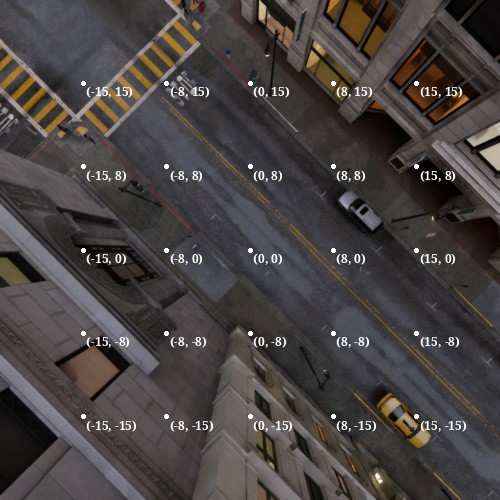 (-15, 15) (-8, 15) (0, 15) (8, 15) (15, 15)
(-15, 8) (-8, 8) (0, 8) (8, 8) (15, 8)
(-15, 0) (-8, 0) (0, 0) (8, 0) (15, 0)
(-15, -8) (-8, -8) (0, -8) (8, -8) (15, -8)
(-15, -15) (-8, -15) (0, -15) (8, -15) (15, -15)